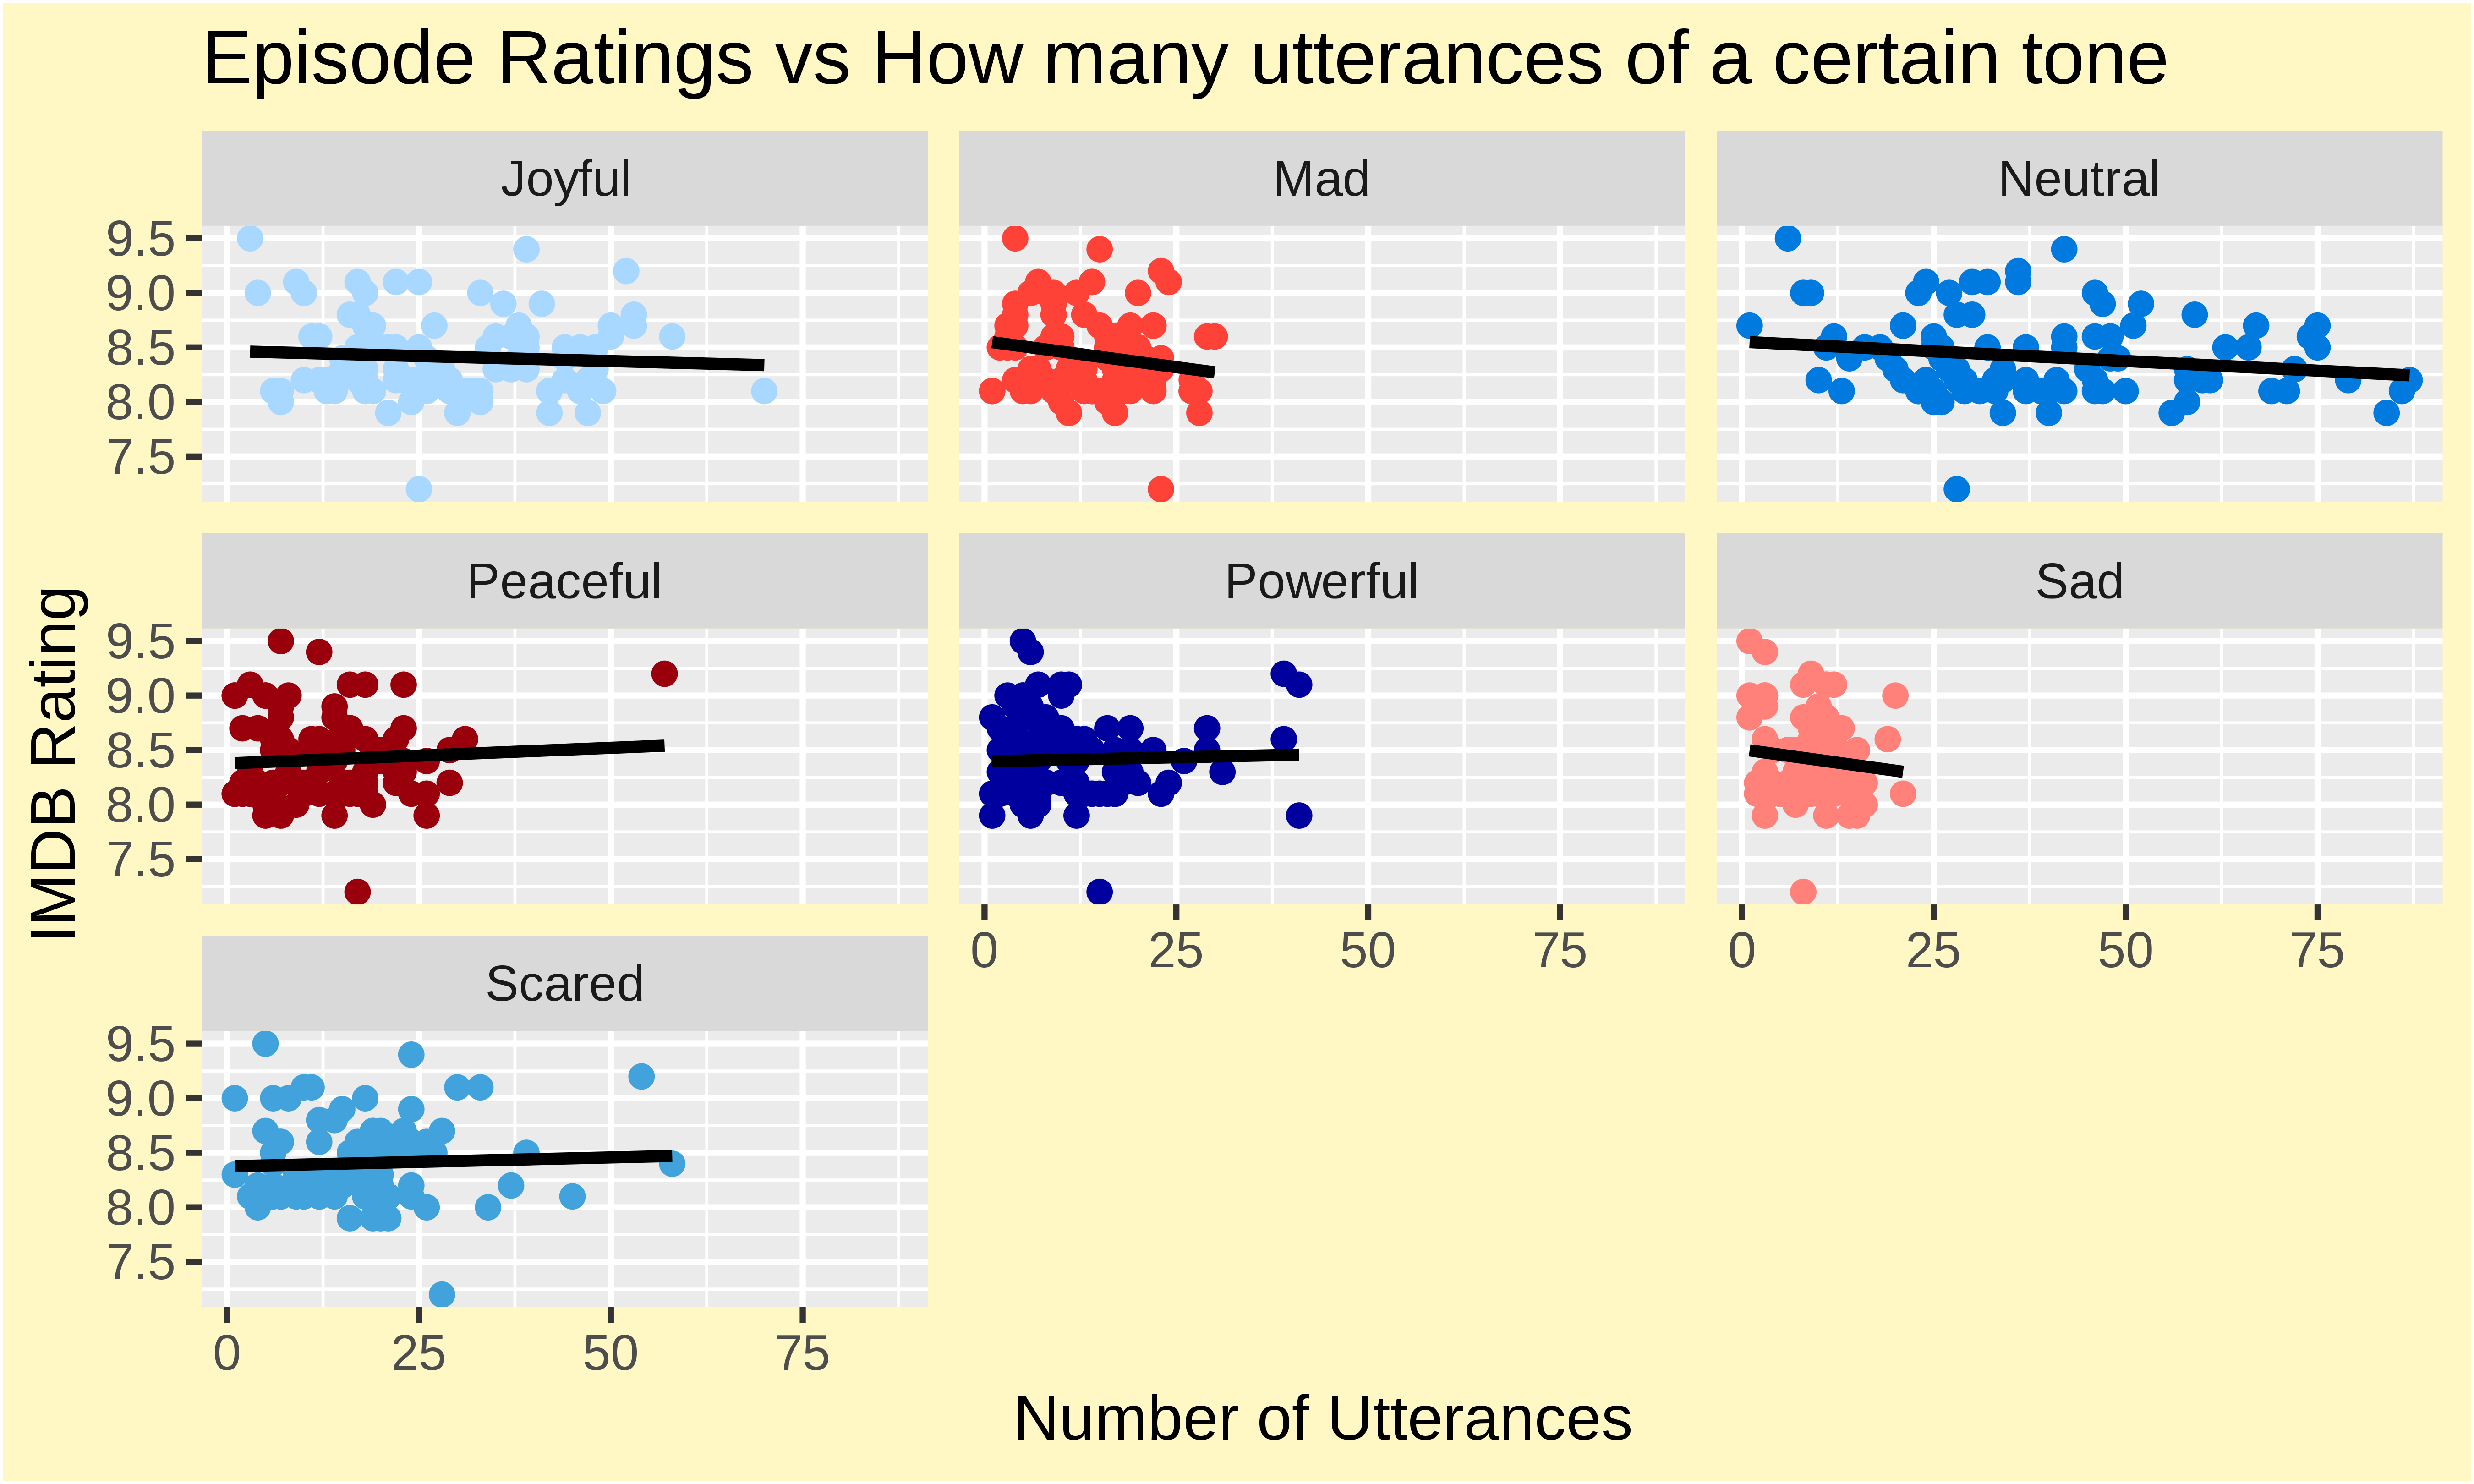 Episode Ratings vs How many utterances of a certain tone
Joyful Mad Neutral
9.5
9.0
8.5
8.0
7.5
Peaceful Powerful Sad
9.5
9.0
8.5
8.0
7.5
0 25 50 75 0 25 50 75
Scared
9.5
9.0
8.5
8.0
7.5
0 25 50 75
IMDB Rating
Number of Utterances